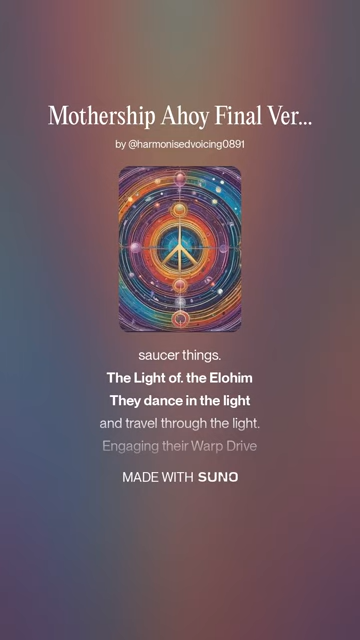 Mothership Ahoy Final Ver...
by @harmonisedvoicing0891
saucer things.
The Light of. the Elohim
They dance in the light
and travel through the light.
Engaging their Warp Drive
MADE WITH SUNO